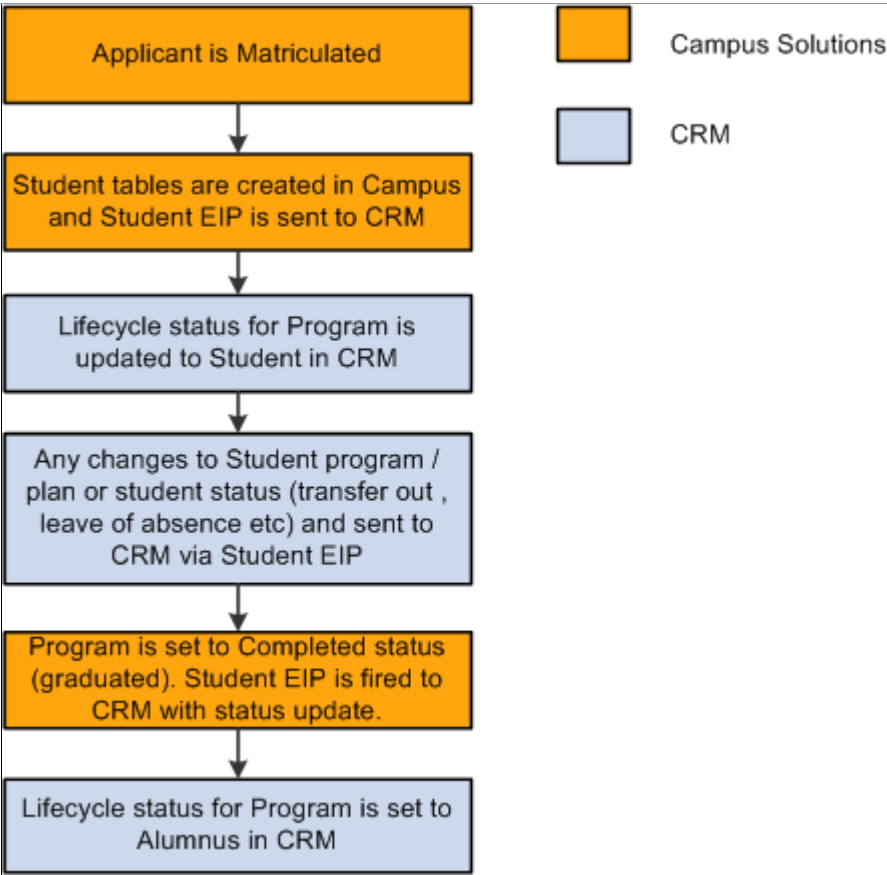 Applicant is Matriculated
Student tables are created in Campus
and Student EIP is sent to CRM
Lifecycle status for Program is
updated to Student in CRM
Any changes to Student program /
plan or student status (transfer out ,
leave of absence etc) and sent to
CRM via Student EIP
Program is set to Completed status
(graduated). Student EIP is fired to
CRM with status update.
Lifecycle status for Program is set to
Alumnus in CRM
Campus Solutions
CRM